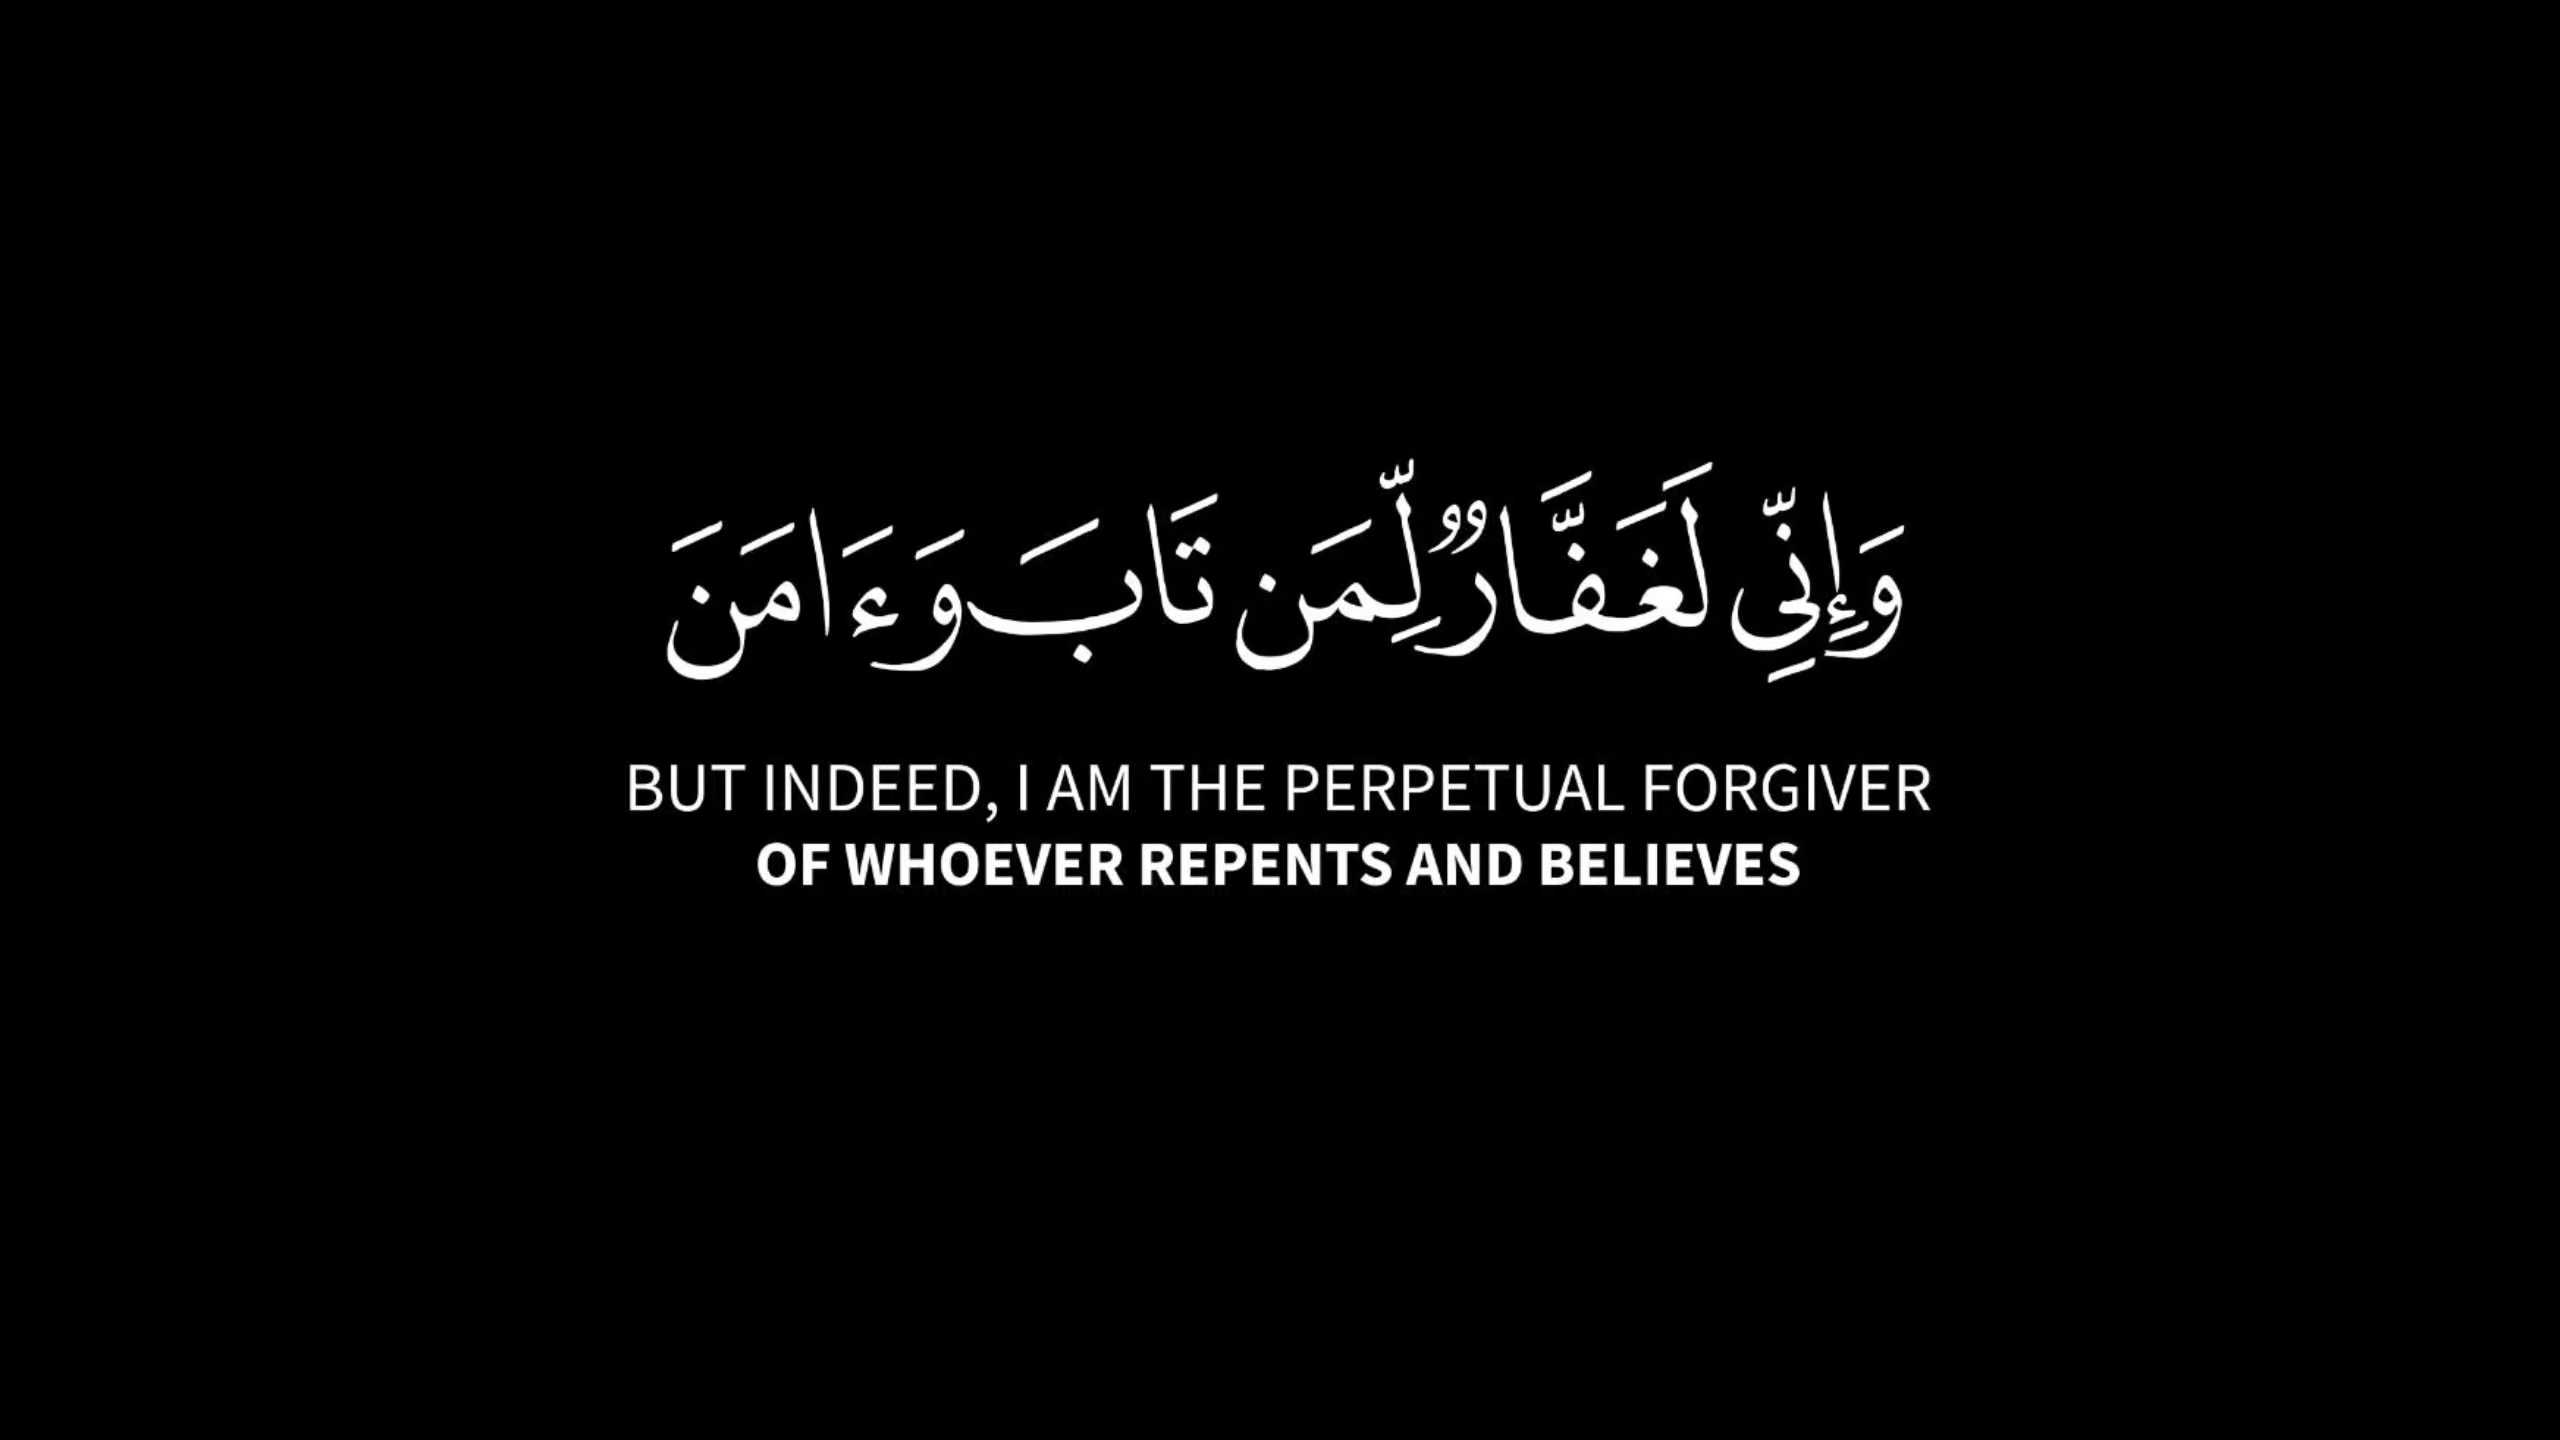 وَإِنِّي لَغَفَّارٌ لِّمَن تَابَ وَءَامَنَ
BUT INDEED, I AM THE PERPETUAL FORGIVER
OF WHOEVER REPENTS AND BELIEVES